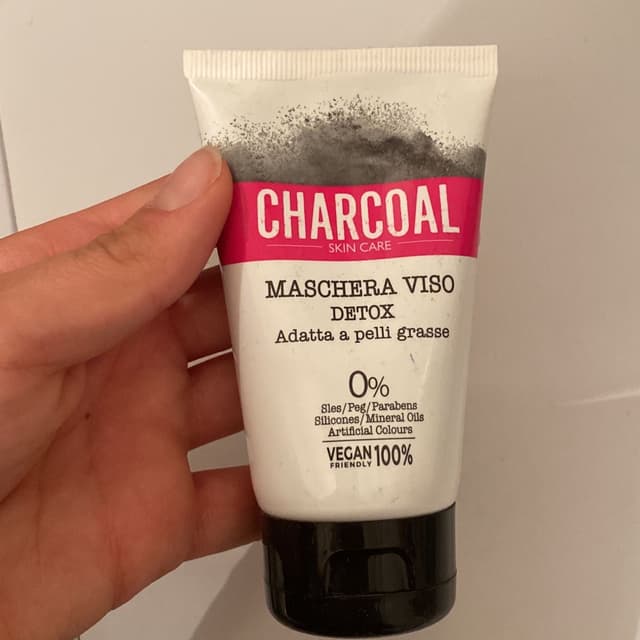 CHARCOAL
SKIN CARE
MASCHERA VISO
DETOX
Adatta a pelli grasse
0%
Sles/Peg/Parabens
Silicones/Mineral Oils
Artificial Colours
VEGAN 100%
FRIENDLY